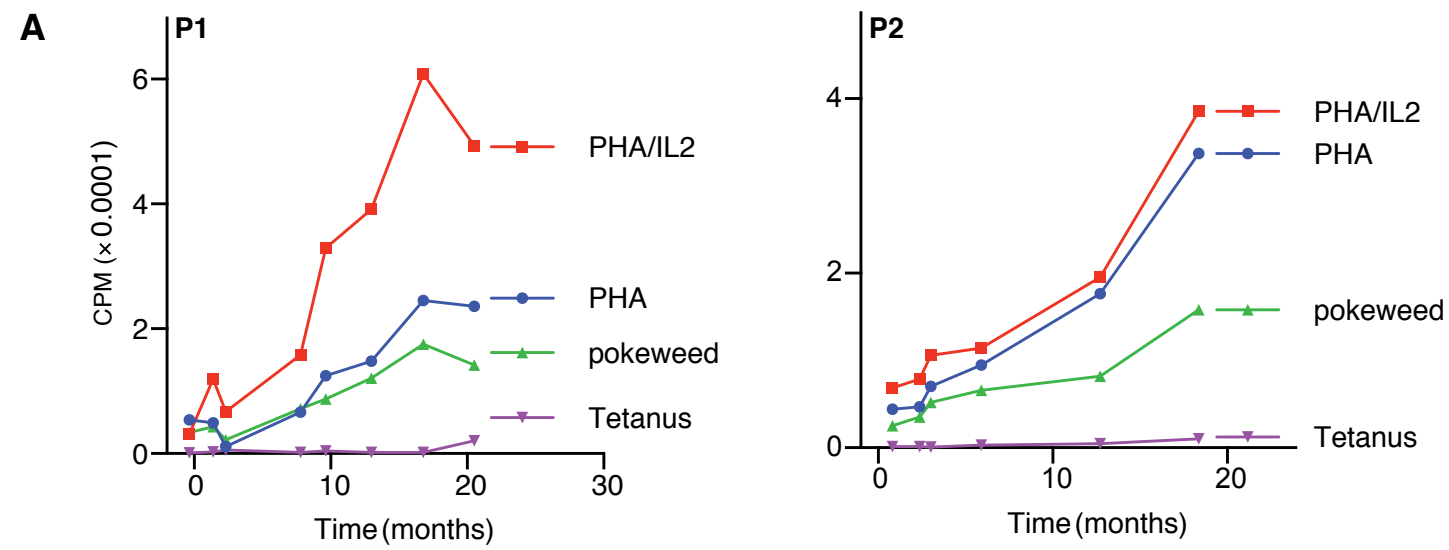 A
P1
6
4
2
0
CPM (× 0.0001)
0 10 20 30
Time (months)
PHA/IL2
PHA
pokeweed
Tetanus
P2
4
2
0
0 10 20
Time (months)
PHA/IL2
PHA
pokeweed
Tetanus